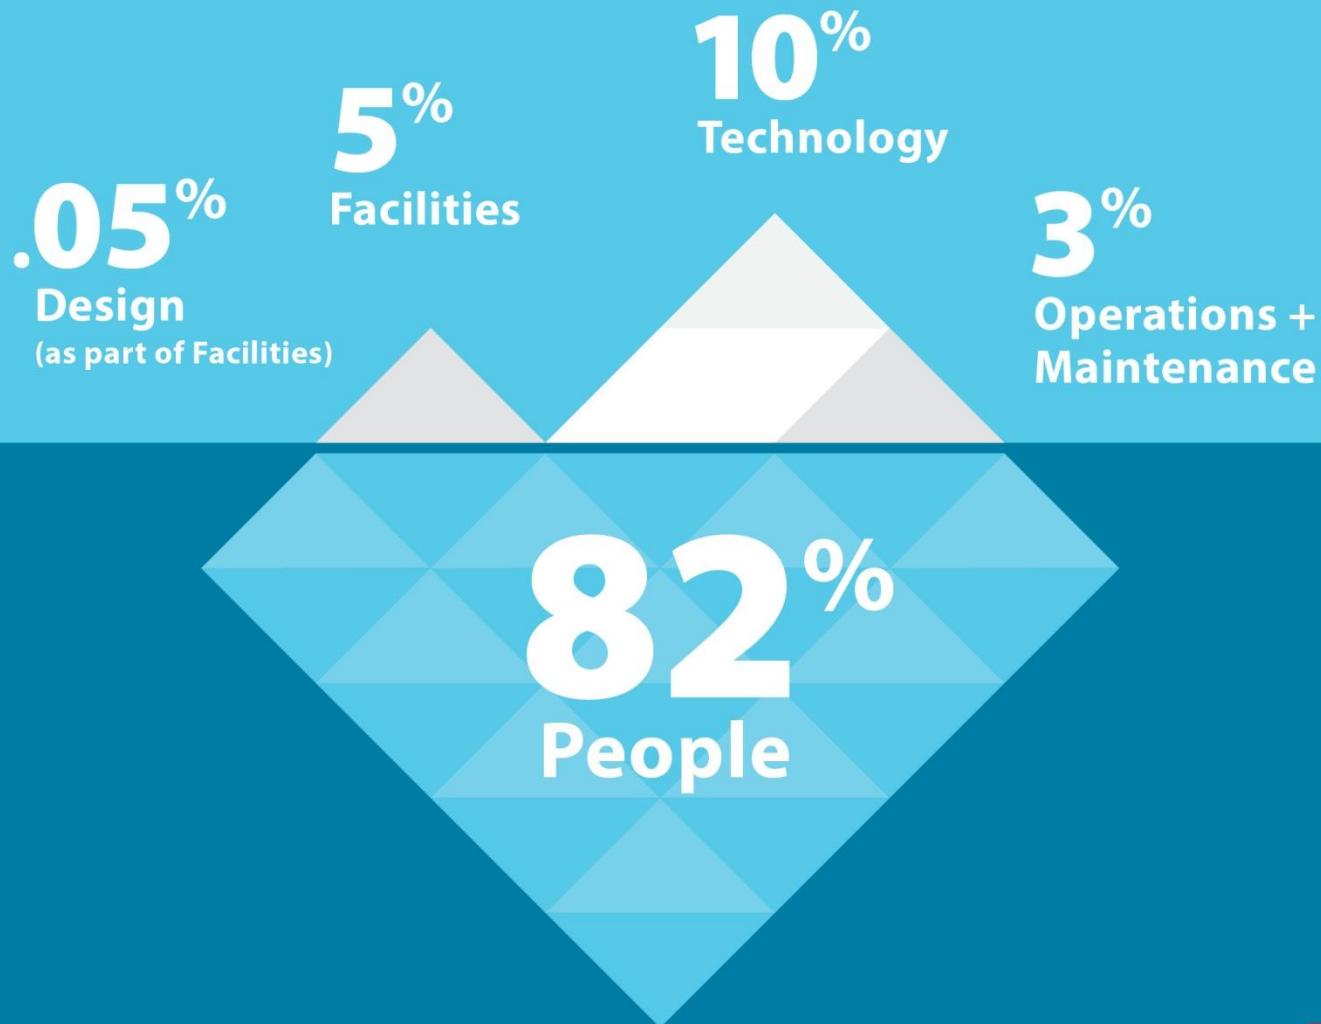 .05%
Design
(as part of Facilities)
5%
Facilities
10%
Technology
3%
Operations +
Maintenance
82%
People